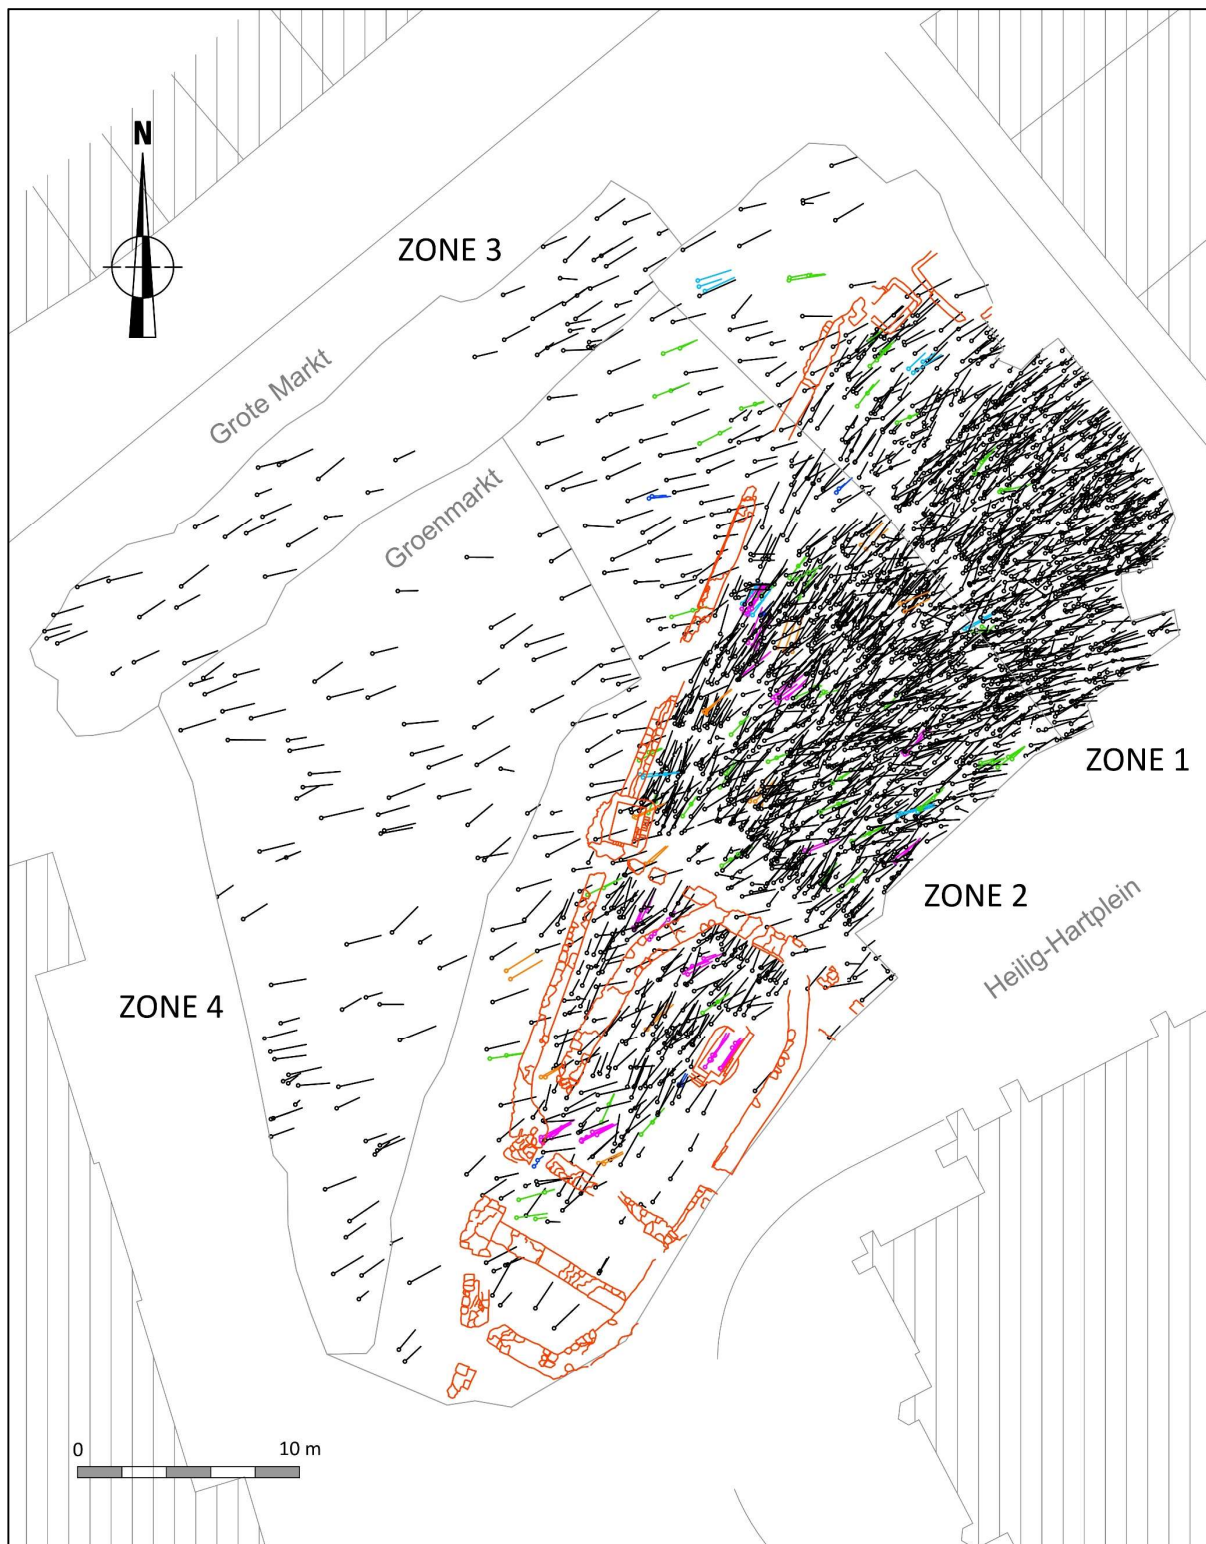 N
ZONE 3
Grote Markt
Groenmarkt
ZONE 1
ZONE 2
Heilig-Hartplein
ZONE 4
0 10 m